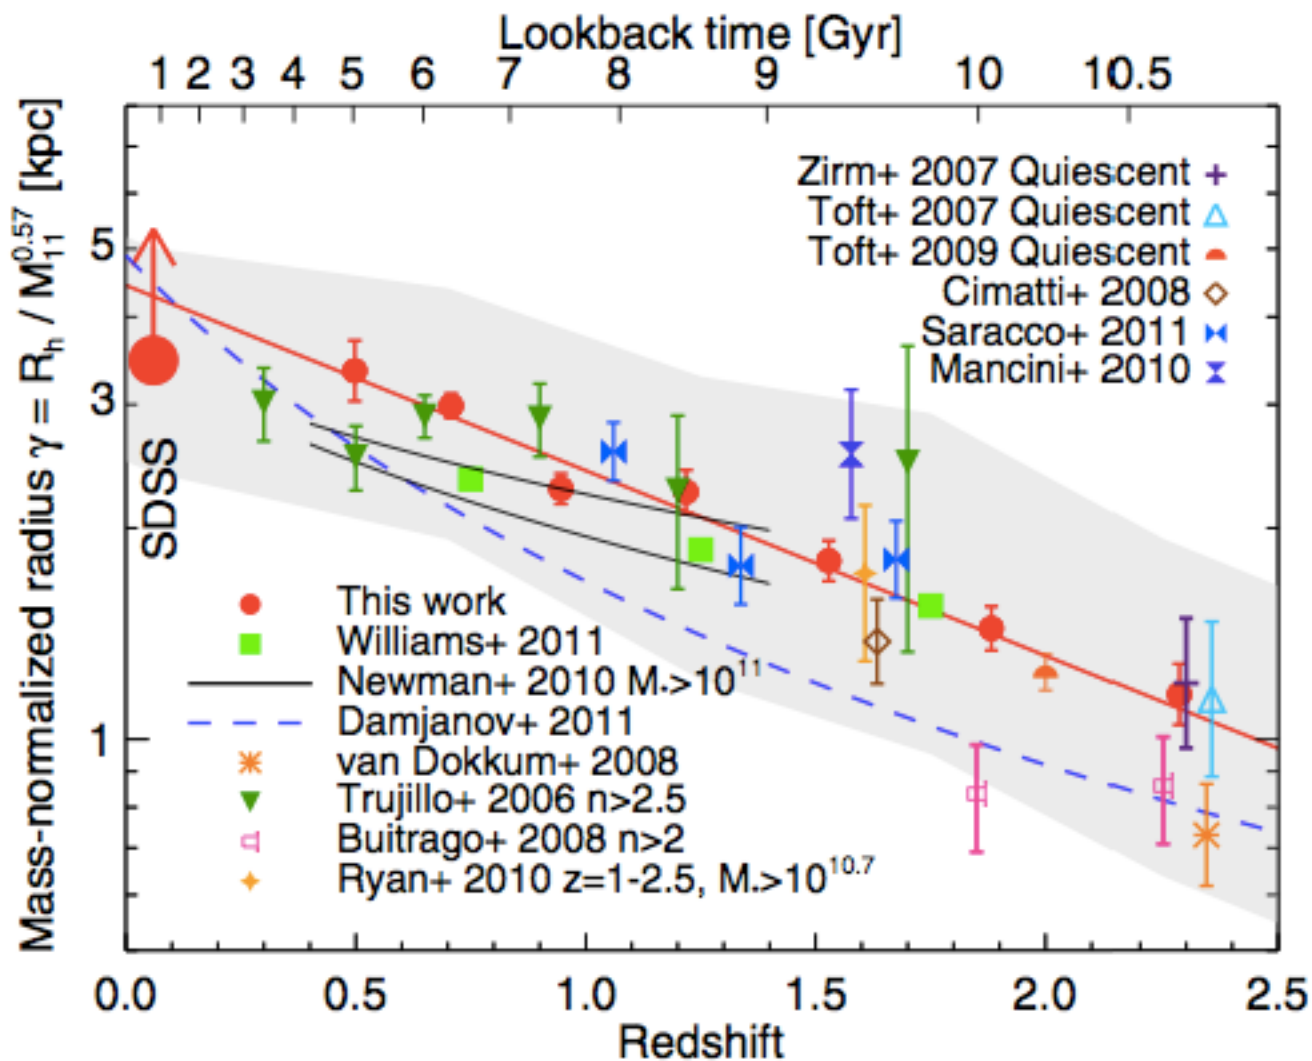 Lookback time [Gyr]
1 2 3 4 5 6 7 8 9 10 10.5
Mass-normalized radius γ = R_h / M_11^0.57 [kpc]
5
3
1
Zirm+ 2007 Quiescent
Toft+ 2007 Quiescent
Toft+ 2009 Quiescent
Cimatti+ 2008
Saracco+ 2011
Mancini+ 2010
SDSS
This work
Williams+ 2011
Newman+ 2010 M*>10^11
Damjanov+ 2011
van Dokkum+ 2008
Trujillo+ 2006 n>2.5
Buitrago+ 2008 n>2
Ryan+ 2010 z=1-2.5, M*>10^10.7
0.0 0.5 1.0 1.5 2.0 2.5
Redshift